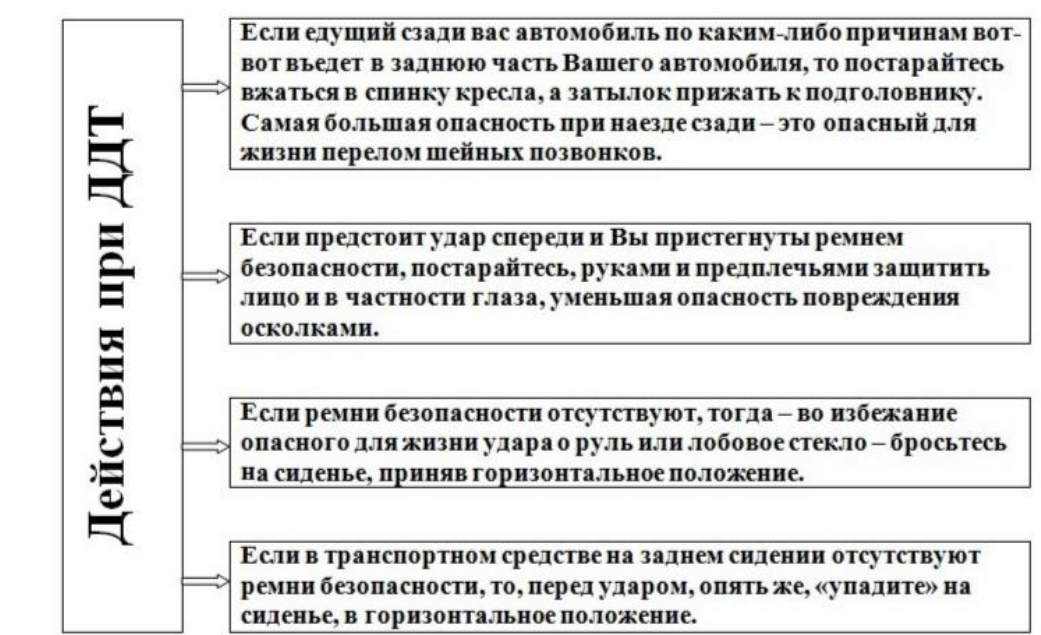 Действия при ДДТ
Если едущий сзади вас автомобиль по каким-либо причинам вот-
вот въедет в заднюю часть Вашего автомобиля, то постарайтесь
вжаться в спинку кресла, а затылок прижать к подголовнику.
Самая большая опасность при наезде сзади – это опасный для
жизни перелом шейных позвонков.
Если предстоит удар спереди и Вы пристегнуты ремнем
безопасности, постарайтесь, руками и предплечьями защитить
лицо и в частности глаза, уменьшая опасность повреждения
осколками.
Если ремни безопасности отсутствуют, тогда – во избежание
опасного для жизни удара о руль или лобовое стекло – бросьтесь
на сиденье, приняв горизонтальное положение.
Если в транспортном средстве на заднем сидении отсутствуют
ремни безопасности, то, перед ударом, опять же, «упадите» на
сиденье, в горизонтальное положение.